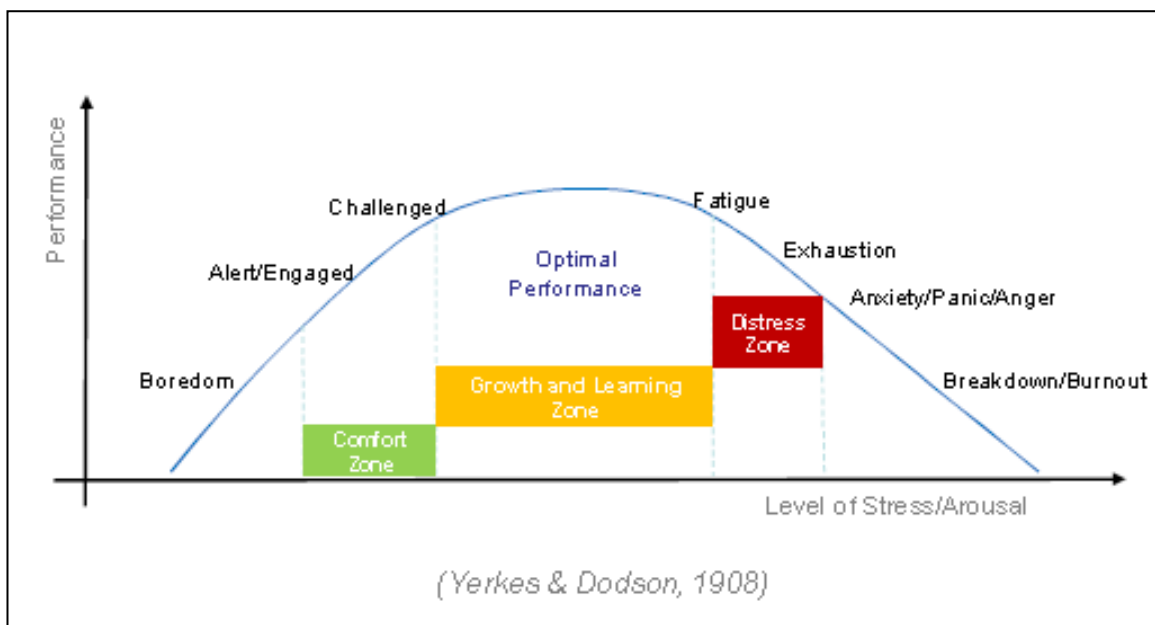 Performance
Challenged
Fatigue
Alert/Engaged
Optimal
Performance
Exhaustion
Anxiety/Panic/Anger
Distress
Zone
Boredom
Growth and Learning
Zone
Breakdown/Burnout
Comfort
Zone
Level of Stress/Arousal
(Yerkes & Dodson, 1908)